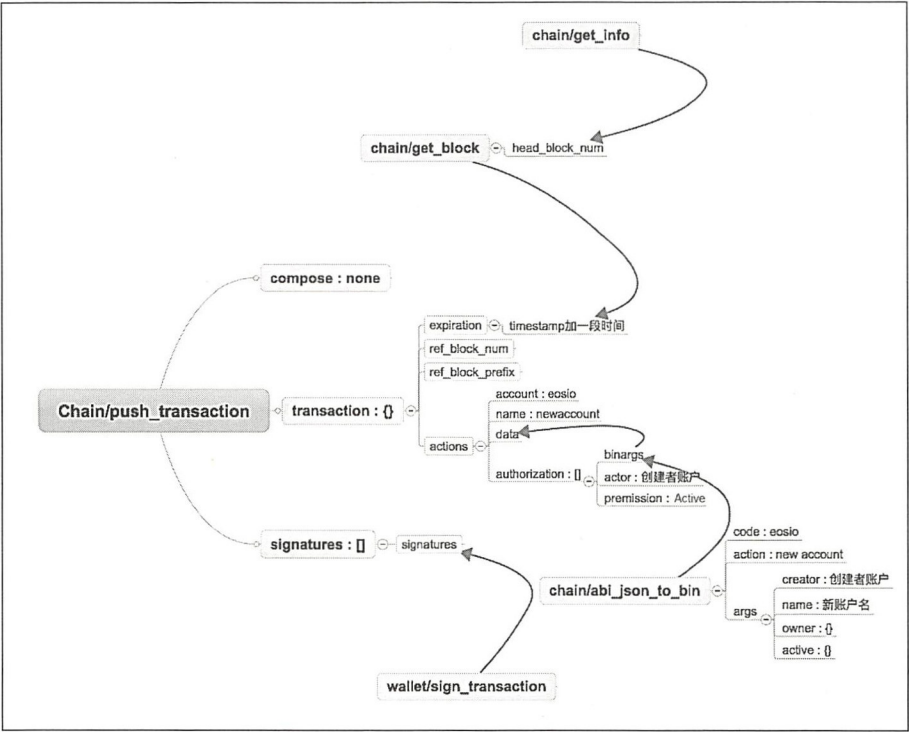 chain/get_info
chain/get_block
head_block_num
compose : none
expiration
timestamp加一段时间
ref_block_num
ref_block_prefix
Chain/push_transaction
transaction : {}
account : eosio
name : newaccount
data
actions
binargs
authorization : []
actor : 创建者账户
premission : Active
signatures : []
signatures
code : eosio
action : new account
chain/abi_json_to_bin
creator : 创建者账户
args
name : 新账户名
owner : {}
active : {}
wallet/sign_transaction